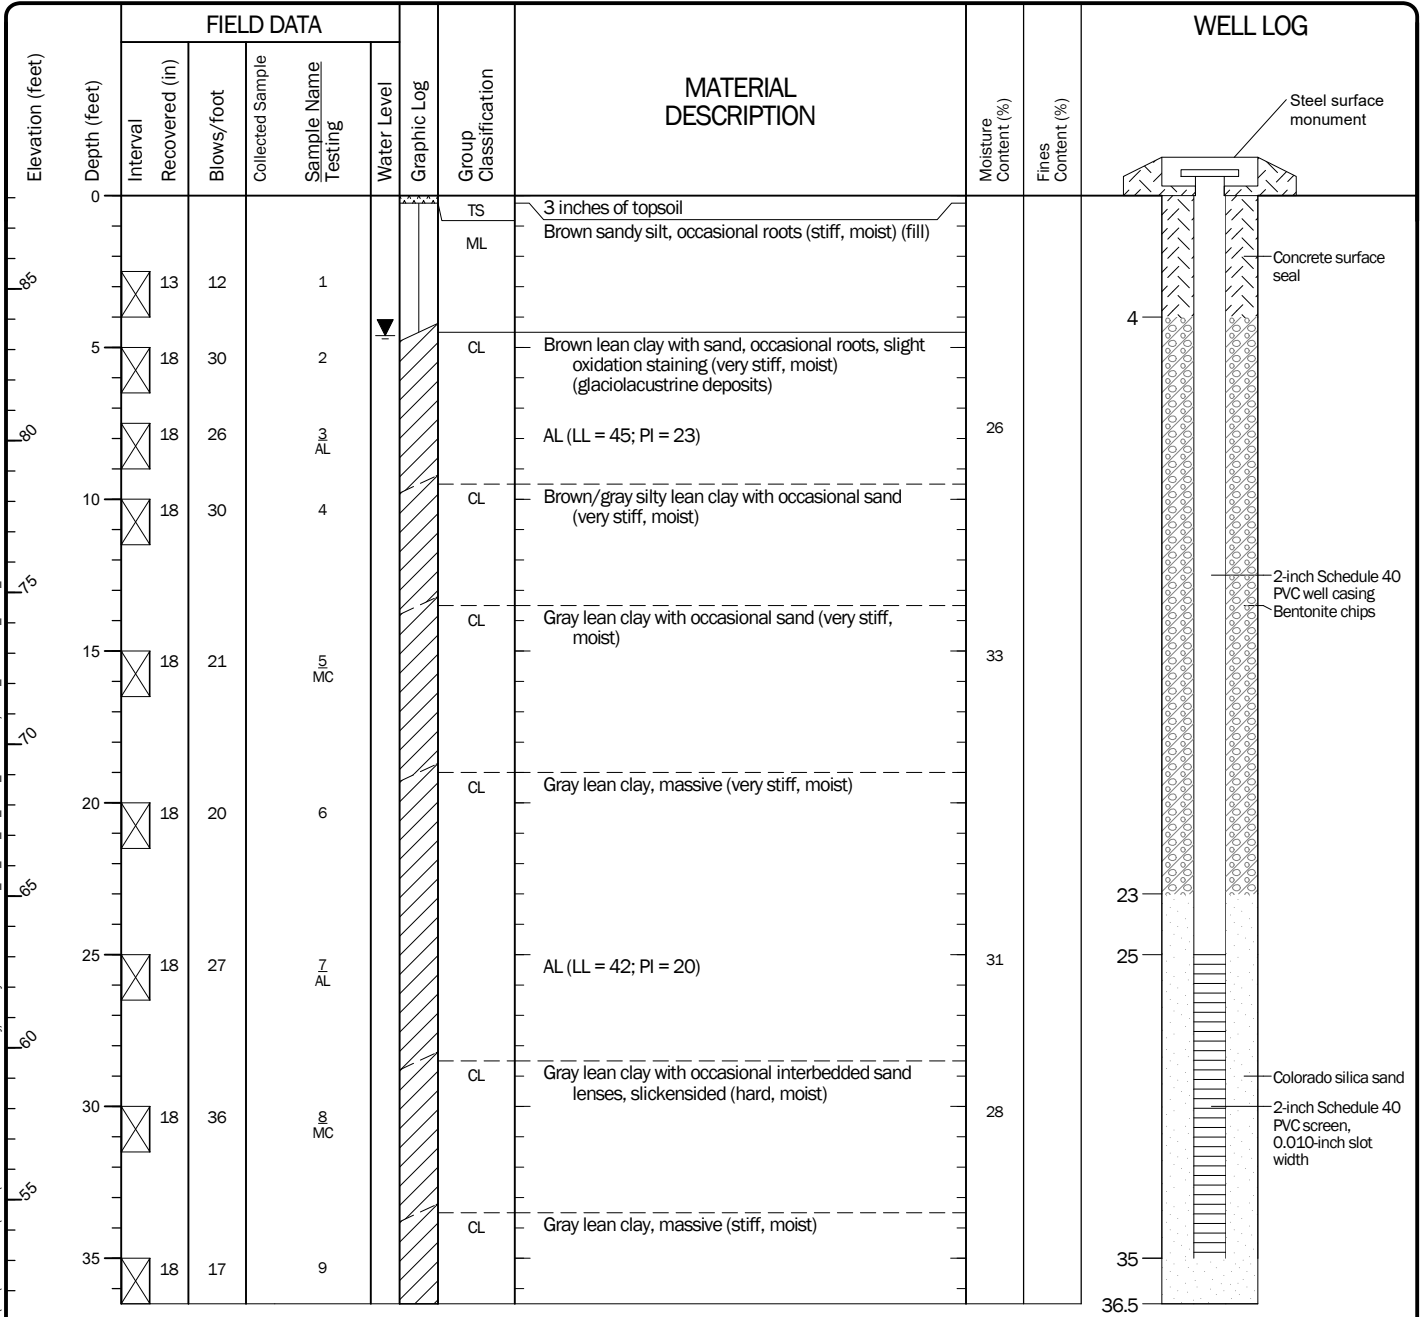 FIELD DATA
WELL LOG
Elevation (feet)
Depth (feet)
Interval
Recovered (in)
Blows/foot
Collected Sample
Sample Name
Testing
Water Level
Graphic Log
Group
Classification
MATERIAL
DESCRIPTION
Moisture
Content (%)
Fines
Content (%)
Steel surface
monument
0
TS
3 inches of topsoil
ML
Brown sandy silt, occasional roots (stiff, moist) (fill)
Concrete surface
seal
85
13
12
1
4
5
18
30
2
CL
Brown lean clay with sand, occasional roots, slight
oxidation staining (very stiff, moist)
(glaciolacustrine deposits)
80
18
26
3
AL
AL (LL = 45; PI = 23)
26
10
18
30
4
CL
Brown/gray silty lean clay with occasional sand
(very stiff, moist)
75
2-inch Schedule 40
PVC well casing
Bentonite chips
CL
Gray lean clay with occasional sand (very stiff,
moist)
15
18
21
5
MC
33
70
CL
Gray lean clay, massive (very stiff, moist)
20
18
20
6
65
23
25
18
27
7
AL
AL (LL = 42; PI = 20)
31
25
60
CL
Gray lean clay with occasional interbedded sand
lenses, slickensided (hard, moist)
Colorado silica sand
30
18
36
8
MC
28
2-inch Schedule 40
PVC screen,
0.010-inch slot
width
55
CL
Gray lean clay, massive (stiff, moist)
35
18
17
9
35
36.5